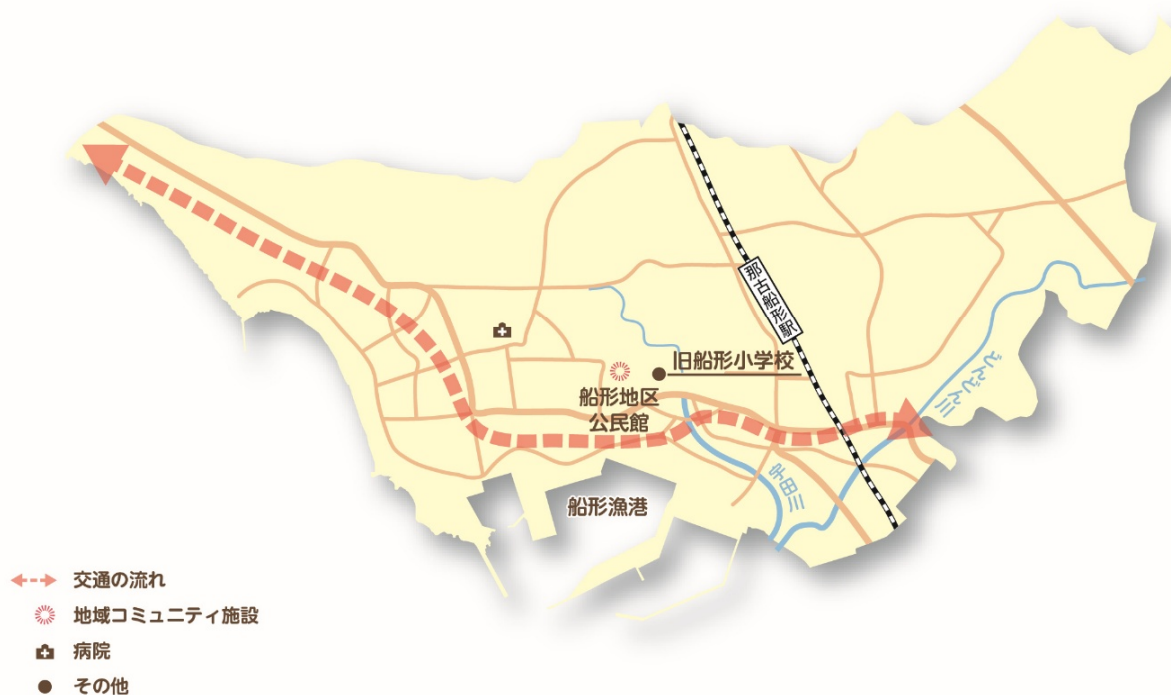 那古船形駅
旧船形小学校
船形地区
公民館
どんどん川
宇田川
船形漁港
交通の流れ
地域コミュニティ施設
病院
その他